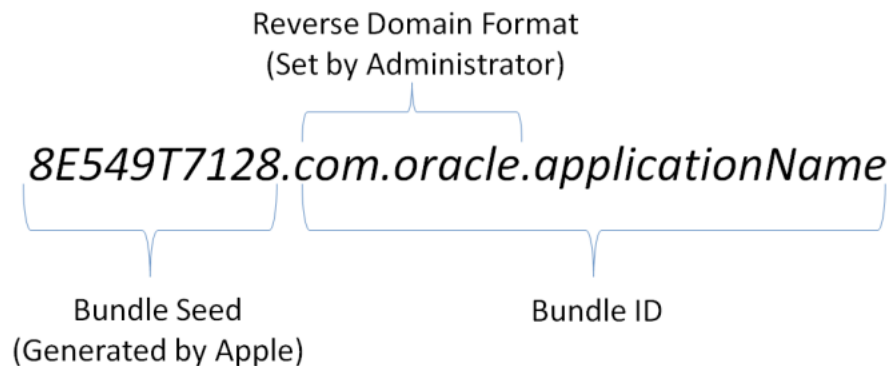 Reverse Domain Format
(Set by Administrator)
8E549T7128.com.oracle.applicationName
Bundle Seed
(Generated by Apple)
Bundle ID